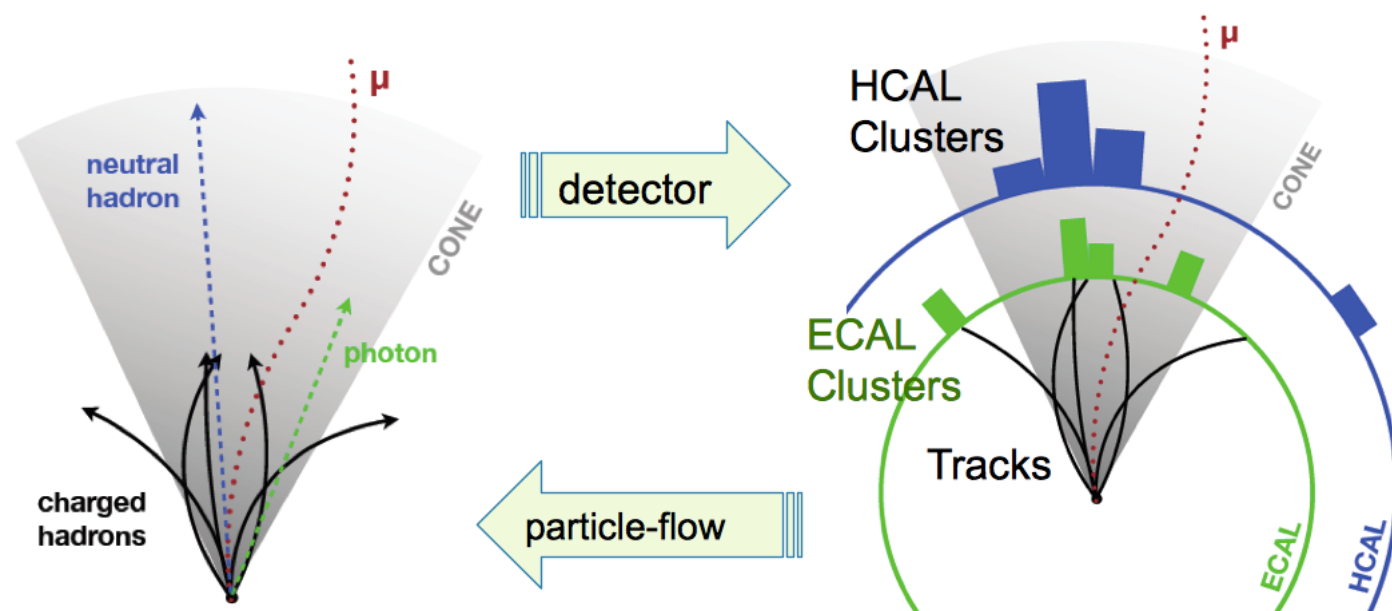 μ
neutral
hadron
CONE
photon
charged
hadrons
detector
particle-flow
μ
HCAL
Clusters
CONE
ECAL
Clusters
Tracks
ECAL
HCAL